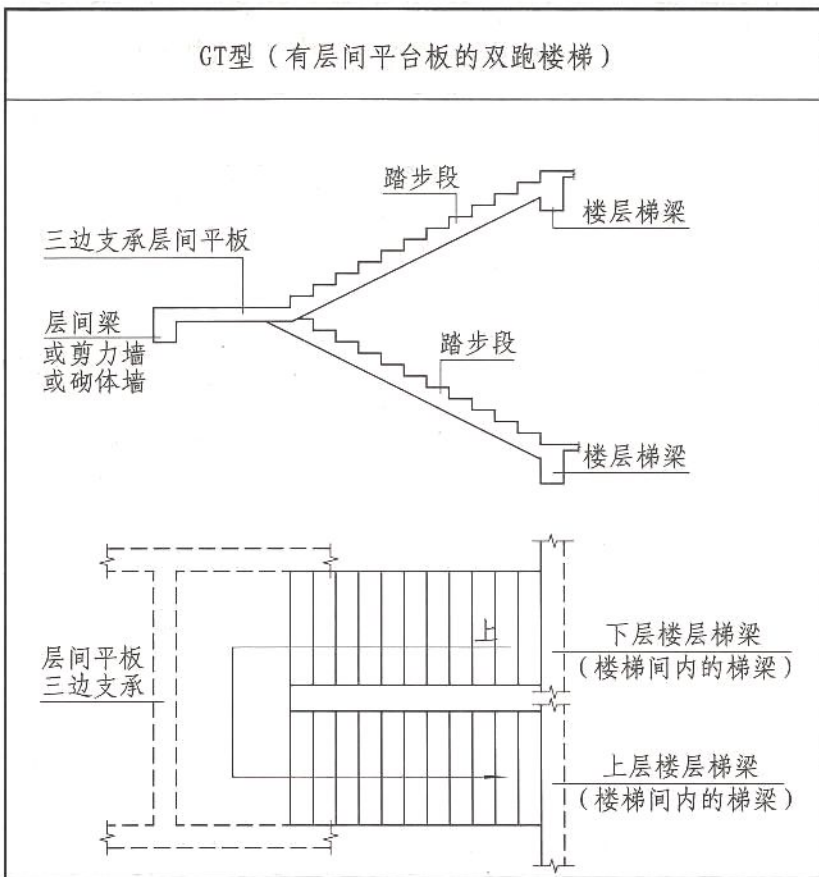 GT型（有层间平台板的双跑楼梯）
踏步段
楼层梯梁
三边支承层间平板
层间梁
或剪力墙
或砌体墙
踏步段
楼层梯梁
上
层间平板
三边支承
下层楼层梯梁
（楼梯间内的梯梁）
上层楼层梯梁
（楼梯间内的梯梁）